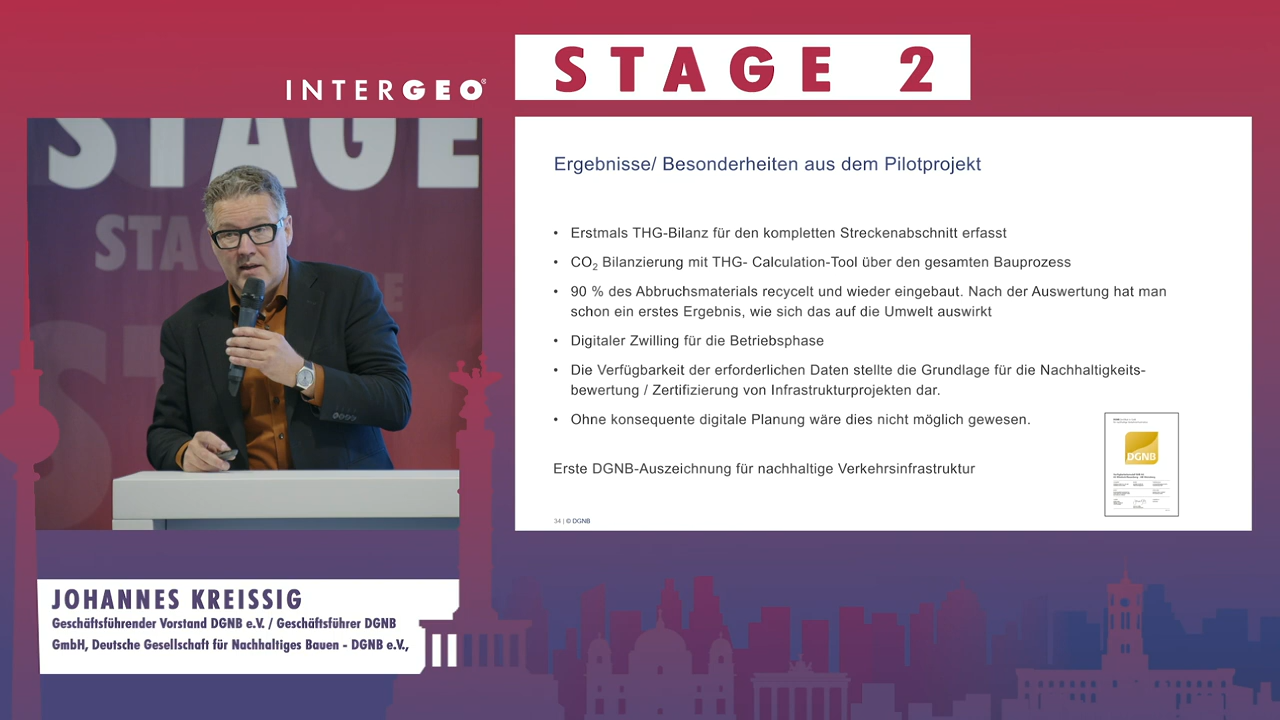 STAGE 2
INTERGEO®
STAGE
STA
Ergebnisse/ Besonderheiten aus dem Pilotprojekt
• Erstmals THG-Bilanz für den kompletten Streckenabschnitt erfasst
• CO2 Bilanzierung mit THG- Calculation-Tool über den gesamten Bauprozess
• 90 % des Abbruchsmaterials recycelt und wieder eingebaut. Nach der Auswertung hat man
schon ein erstes Ergebnis, wie sich das auf die Umwelt auswirkt
• Digitaler Zwilling für die Betriebsphase
• Die Verfügbarkeit der erforderlichen Daten stellte die Grundlage für die Nachhaltigkeits-
bewertung / Zertifizierung von Infrastrukturprojekten dar.
• Ohne konsequente digitale Planung wäre dies nicht möglich gewesen.
DGNB
Erste DGNB-Auszeichnung für nachhaltige Verkehrsinfrastruktur
34 | © DGNB
JOHANNES KREISSIG
Geschäftsführender Vorstand DGNB e.V. / Geschäftsführer DGNB
GmbH, Deutsche Gesellschaft für Nachhaltiges Bauen - DGNB e.V.,